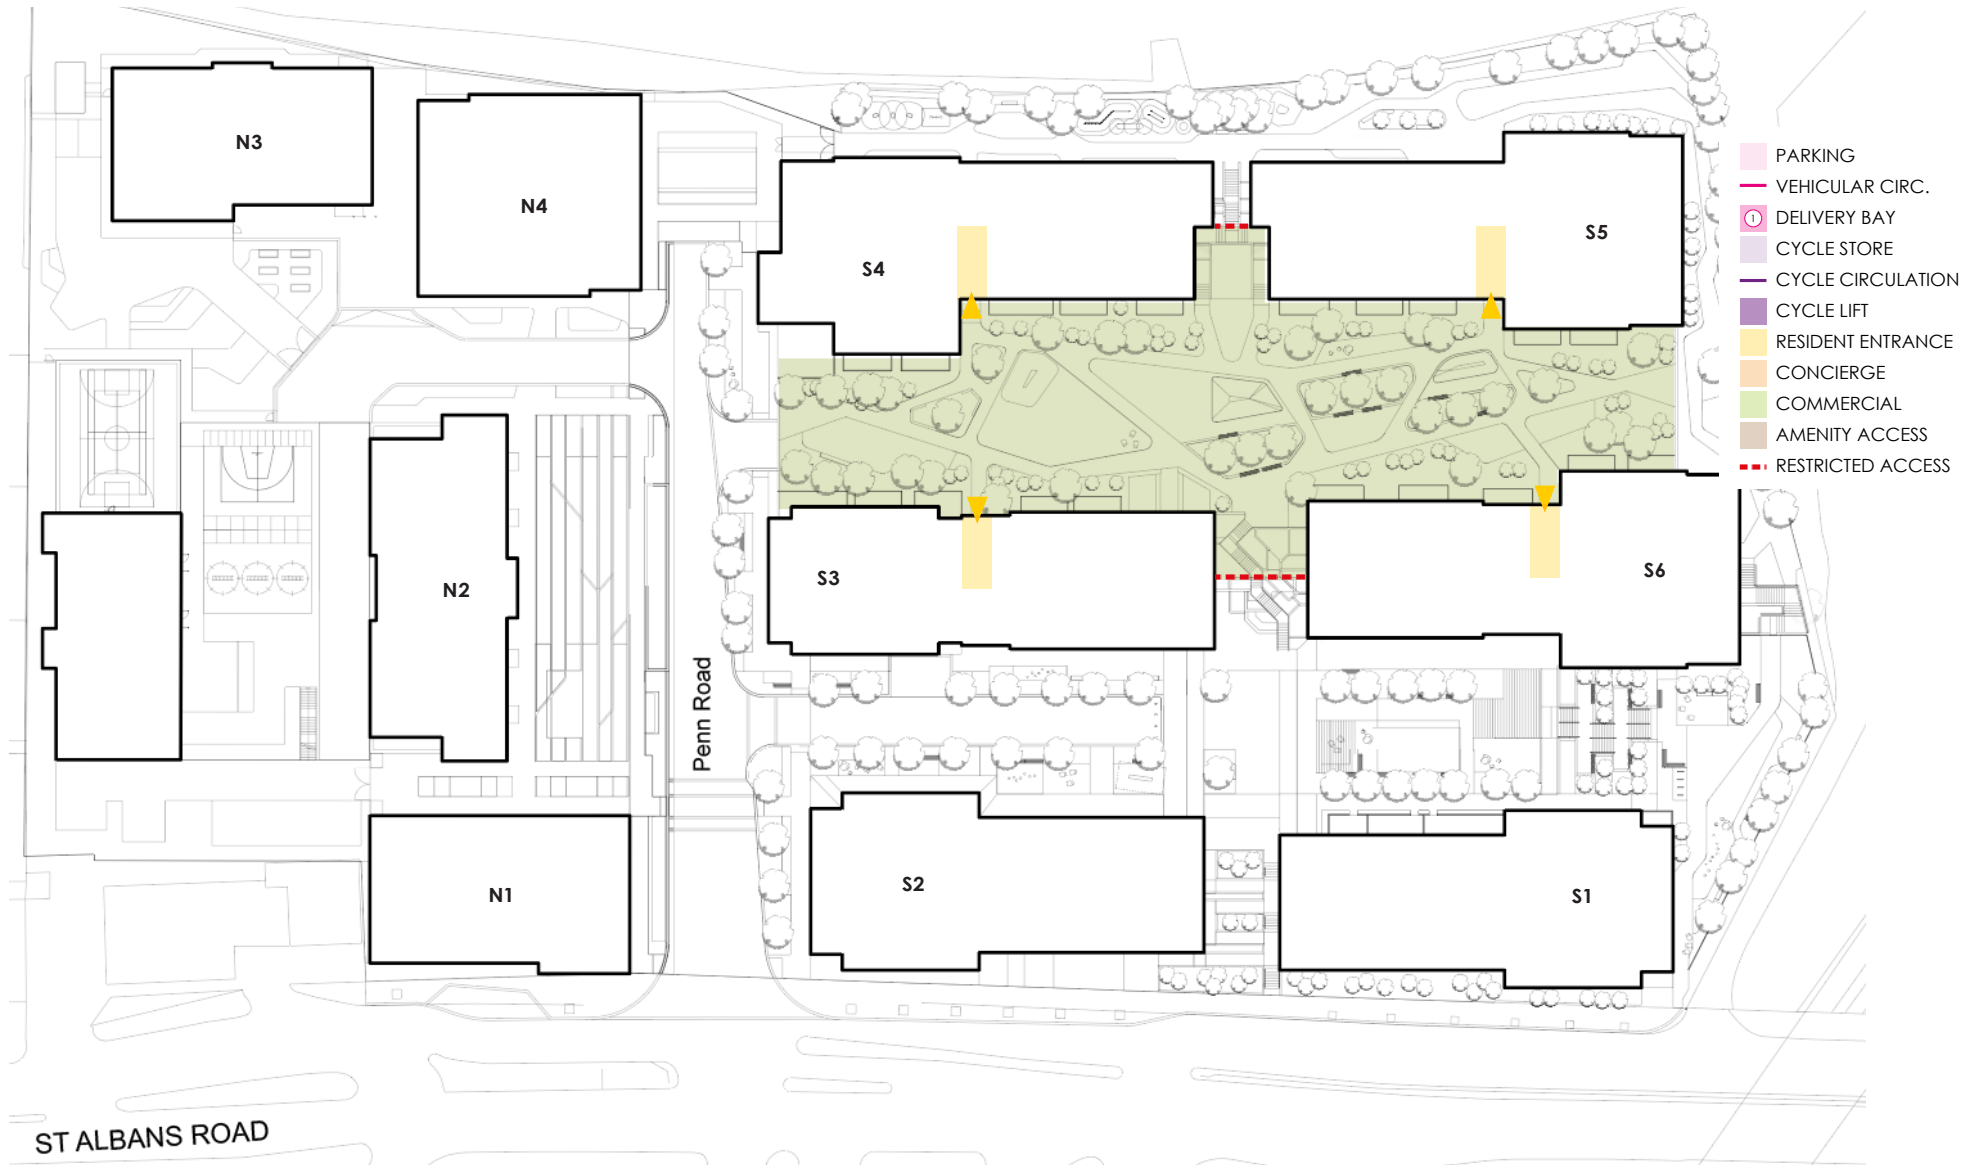 N3
N4
S4
S5
PARKING
VEHICULAR CIRC.
1 DELIVERY BAY
CYCLE STORE
CYCLE CIRCULATION
CYCLE LIFT
RESIDENT ENTRANCE
CONCIERGE
COMMERCIAL
AMENITY ACCESS
RESTRICTED ACCESS
N2
S3
S6
Penn Road
N1
S2
S1
ST ALBANS ROAD